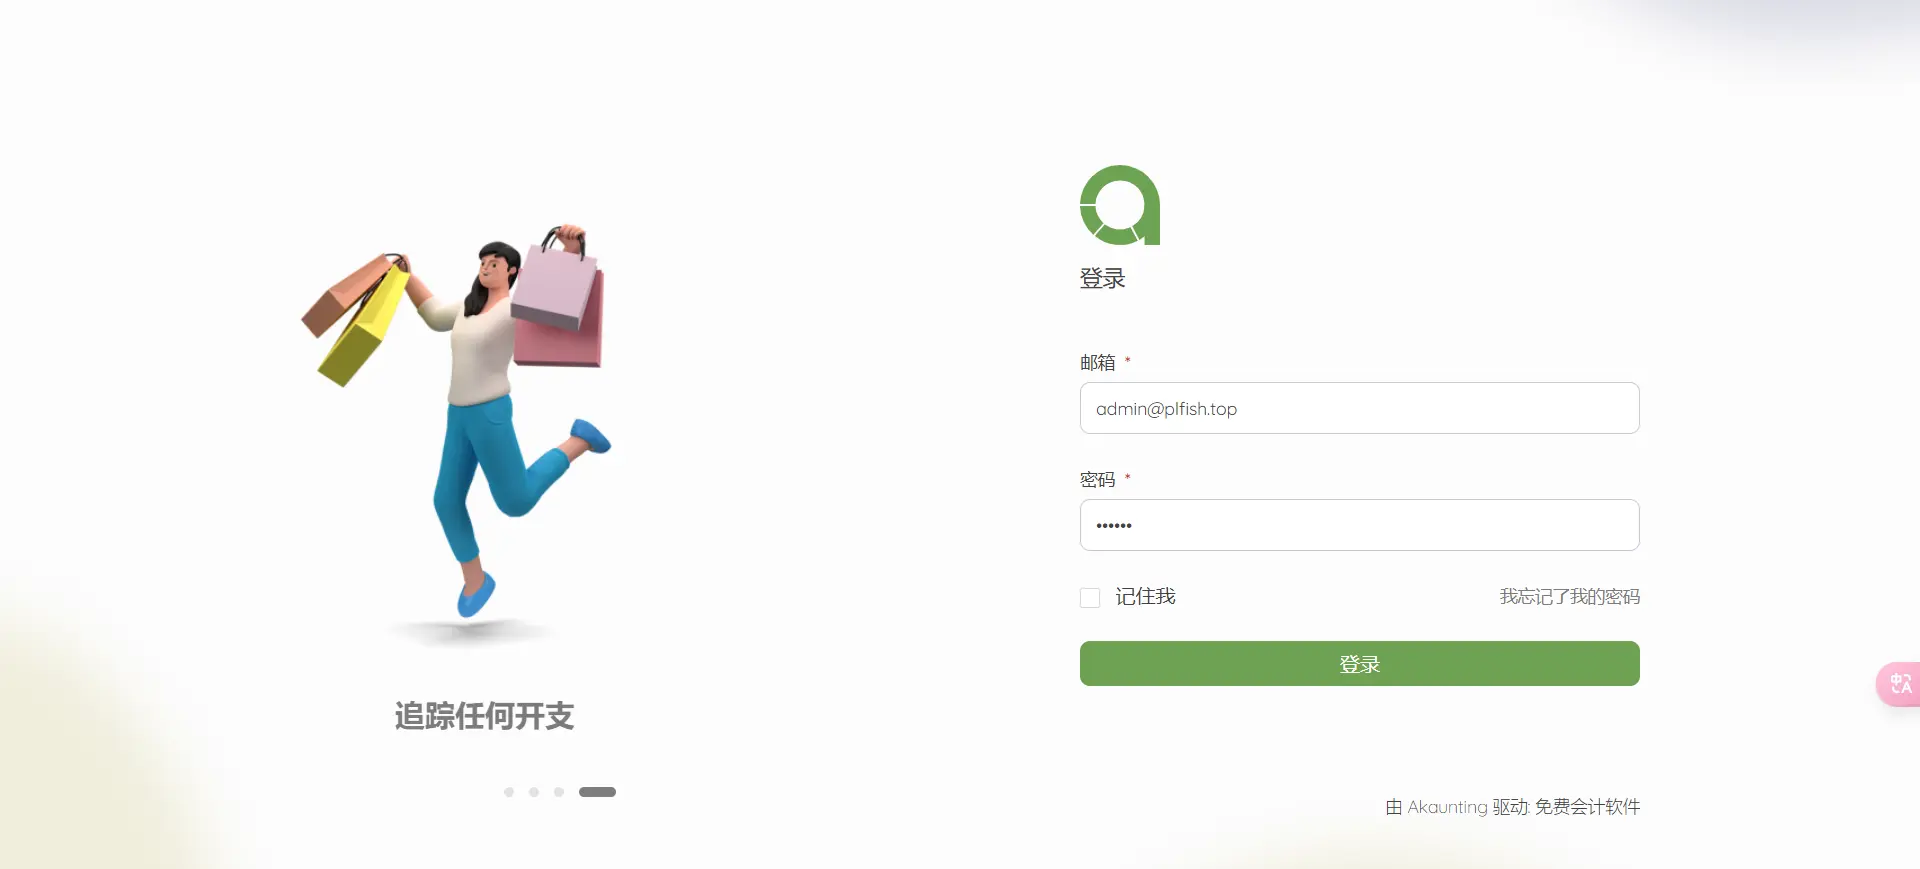 登录
邮箱 *
admin@plfish.top
密码 *
••••••
记住我
我忘记了我的密码
登录
追踪任何开支
由 Akaunting 驱动: 免费会计软件
中 A